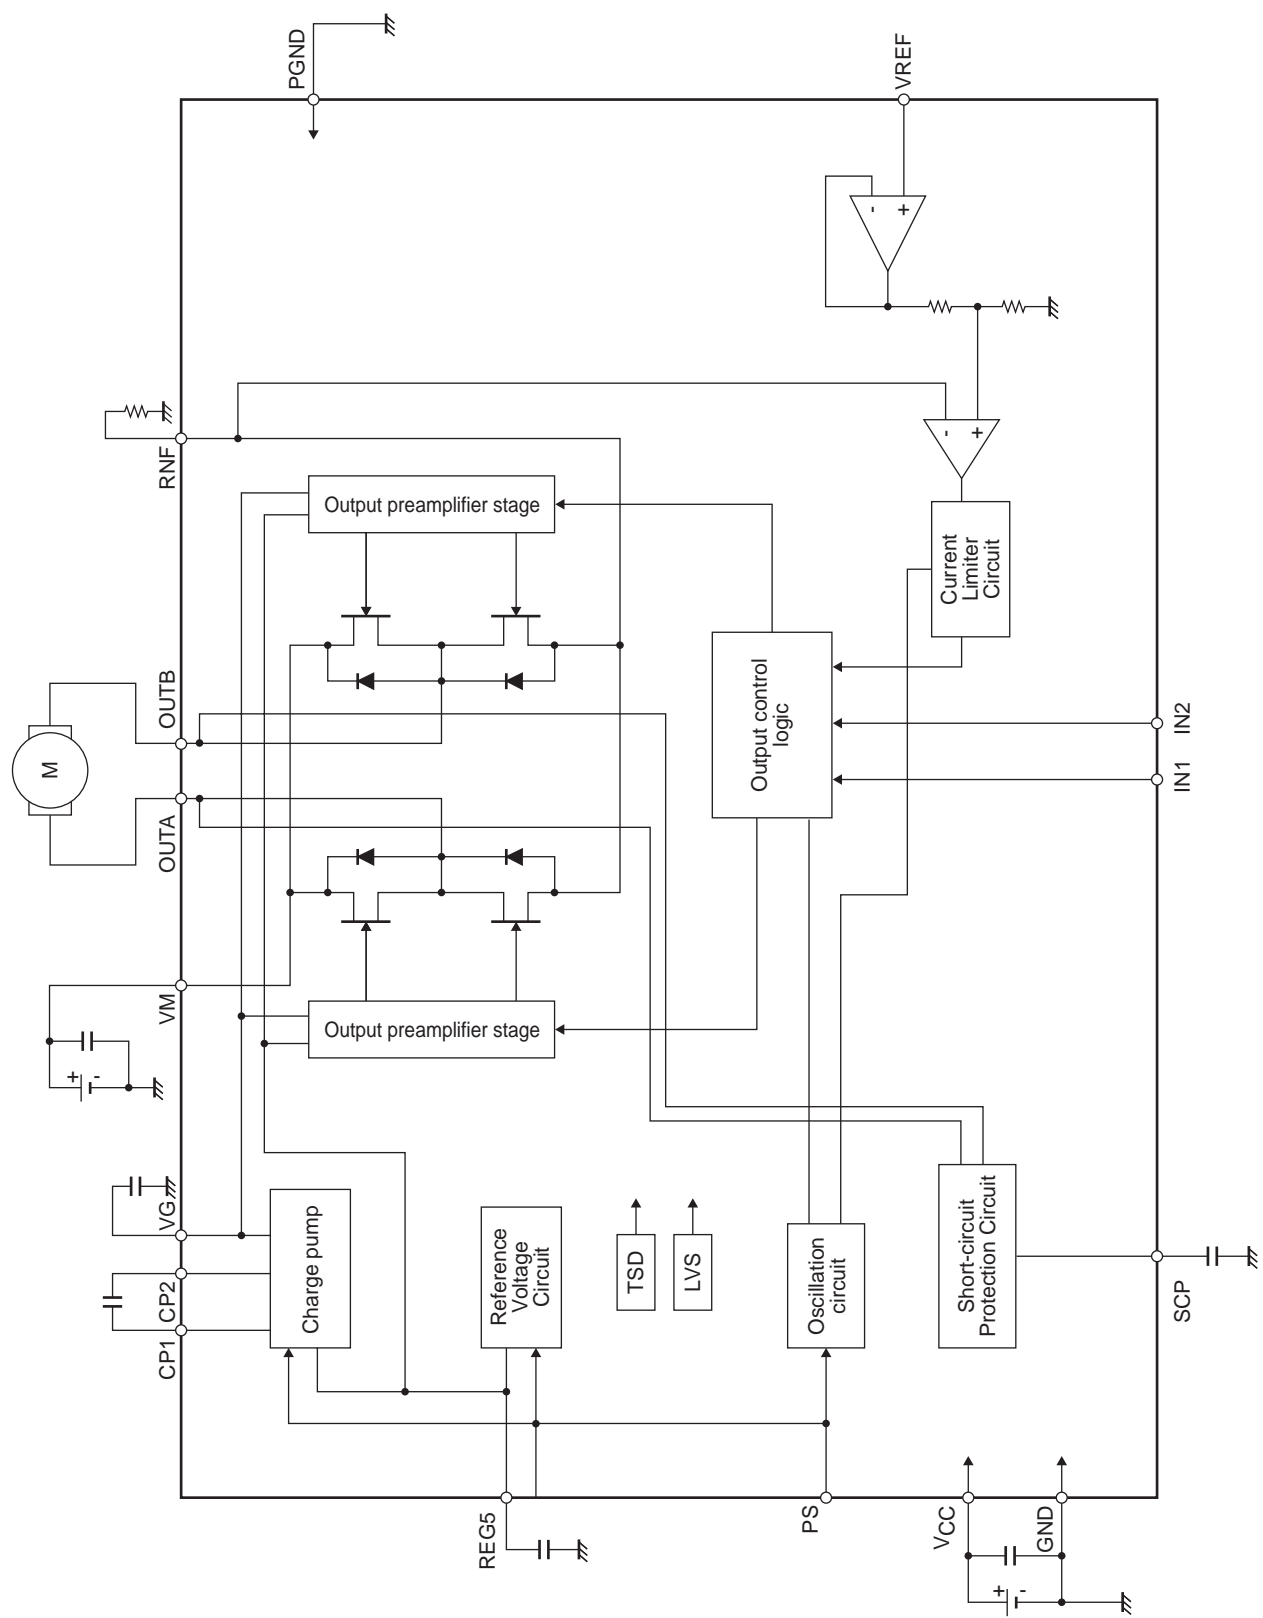 PGND
VREF
-
+
RNF
-
+
Output preamplifier stage
Current
Limiter
Circuit
OUTB
M
OUTA
Output control
logic
IN2
IN1
VM
+
-
Output preamplifier stage
VG
CP2
CP1
Charge pump
Reference
Voltage
Circuit
TSD
LVS
Oscillation
circuit
Short-circuit
Protection Circuit
SCP
REG5
PS
VCC
GND
+
-